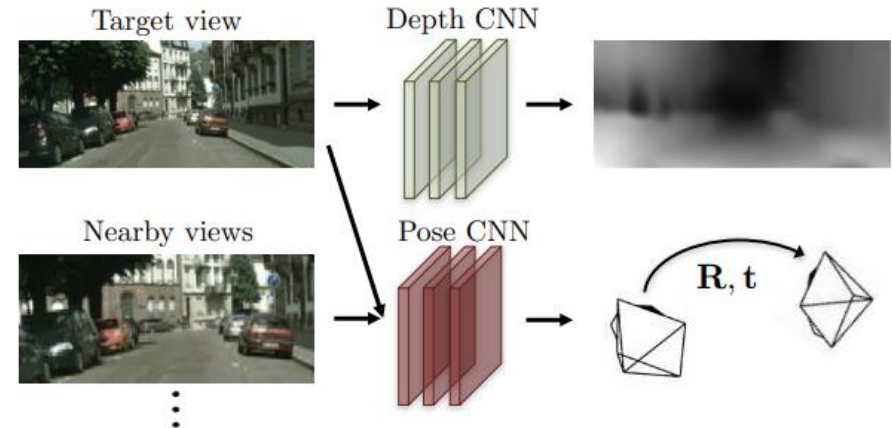 Target view
Depth CNN
Nearby views
Pose CNN
R, t